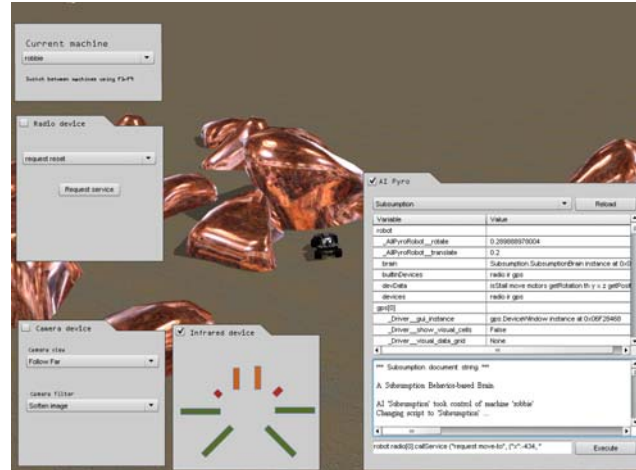 Current machine
robbie
Switch between machines using F1-F9
Radio device
request reset
Request service
Camera device
Camera view
Follow Far
Camera filter
Soften image
Infrared device
AI Pyro
Subsumption
Reload
Variable Value
robot
_AIIPyroRobot__rotate 0.289888978004
_AIIPyroRobot__translate 0.2
brain Subsumption.SubsumptionBrain instance at 0x0
builtinDevices radio ir gps
devData isStall move motors getRotation th y x z getPosit
devices radio ir gps
gps[0]
_Driver__gui_instance gps.DeviceWindow instance at 0x06F28468
_Driver__show_visual_cells False
_Driver__visual_data_grid None
*** Subsumption document string ***
A Subsumption Behavior-based Brain.
AI 'Subsumption' took control of machine 'robbie'
Changing script to 'Subsumption' ...
robot.radio[0].callService ("request move-to", {"x":-434, "
Execute